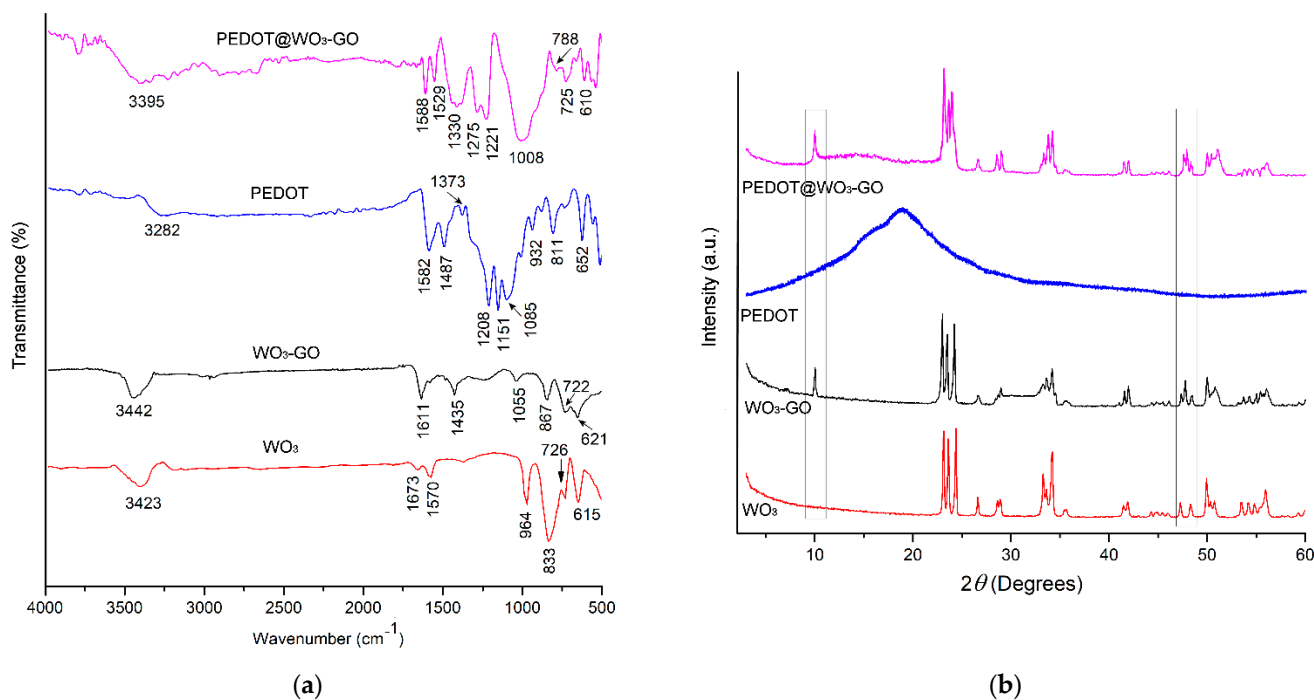 PEDOT@WO₃-GO
788
3395
1588
1529
1330
1275
1221
1008
725
610
PEDOT
1373
3282
1582
1487
1208
1151
1085
932
811
652
WO₃-GO
3442
1611
1435
1055
867
722
621
WO₃
726
3423
1673
1570
964
833
615
Transmittance (%)
4000 3500 3000 2500 2000 1500 1000 500
Wavenumber (cm⁻¹)
(a)
PEDOT@WO₃-GO
PEDOT
WO₃-GO
WO₃
Intensity (a.u.)
10 20 30 40 50 60
2θ (Degrees)
(b)